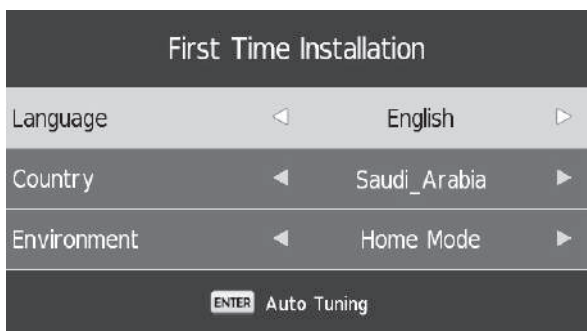 First Time Installation
Language English
Country Saudi_Arabia
Environment Home Mode
ENTER Auto Tuning